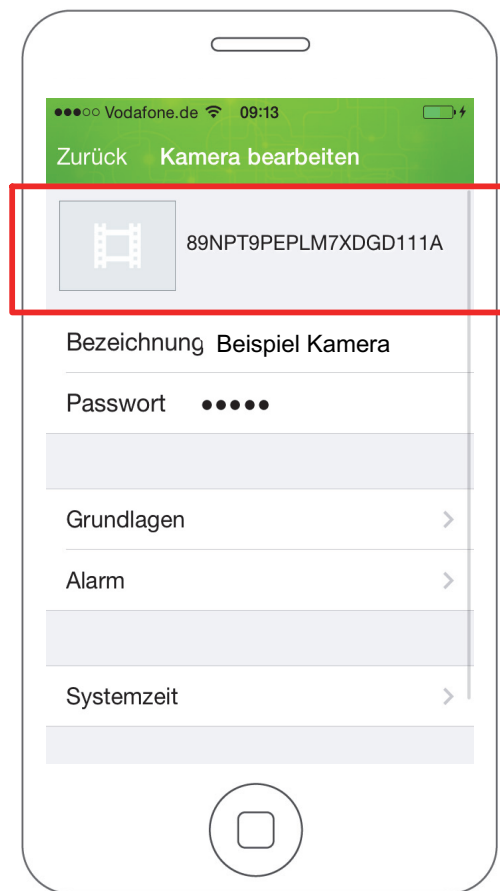 ●●●○○ Vodafone.de 09:13
Zurück Kamera bearbeiten
89NPT9PEPLM7XDGD111A
Bezeichnung Beispiel Kamera
Passwort ●●●●●
Grundlagen
Alarm
Systemzeit